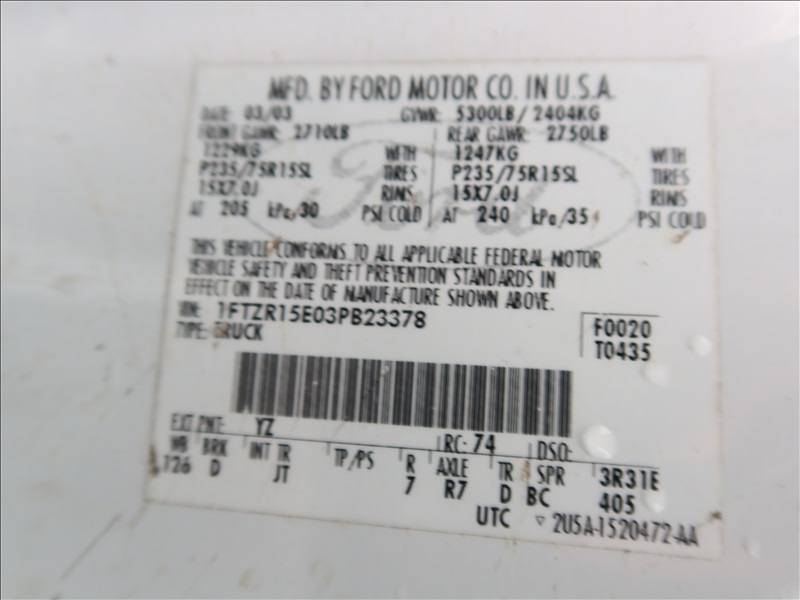 MFD. BY FORD MOTOR CO. IN U.S.A.
DATE: 03/03 GVWR: 5300LB / 2404KG
FRONT GAWR: 2710LB REAR GAWR: 2750LB
1229KG WITH 1247KG WITH
P235/75R15SL TIRES P235/75R15SL TIRES
15X7.0J RIMS 15X7.0J RIMS
AT 205 kPa/30 PSI COLD AT 240 kPa/35 PSI COLD
Ford
THIS VEHICLE CONFORMS TO ALL APPLICABLE FEDERAL MOTOR
VEHICLE SAFETY AND THEFT PREVENTION STANDARDS IN
EFFECT ON THE DATE OF MANUFACTURE SHOWN ABOVE.
VIN: 1FTZR15E03PB23378 F0020
TYPE: TRUCK T0435
EXT PNT: YZ RC: 74 DSO:
WB BRK INT TR TP/PS R AXLE TR SPR 3R31E
126 D JT 7 R7 D BC 405
UTC ▽ 2U5A-1520472-AA